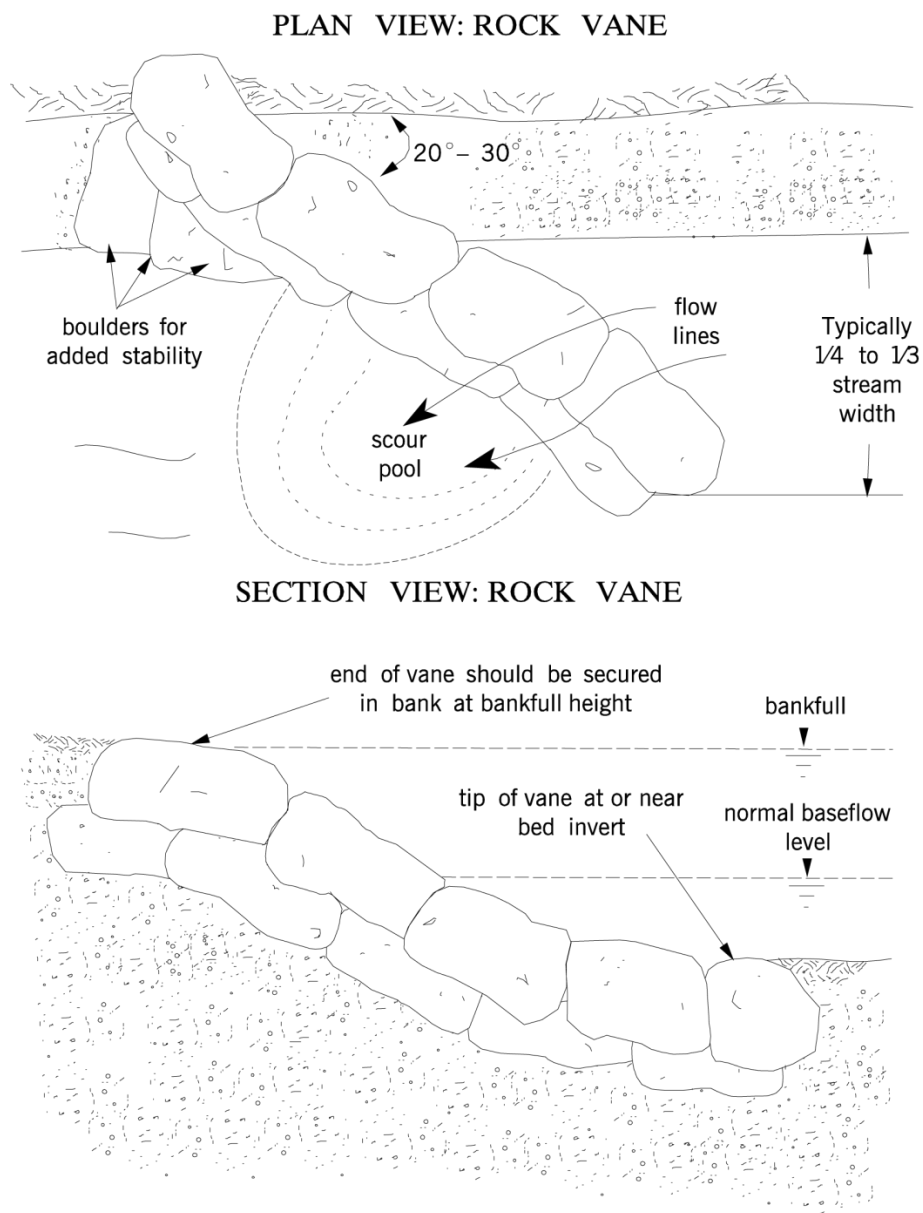 PLAN VIEW: ROCK VANE
20° – 30°
boulders for
added stability
flow
lines
Typically
1/4 to 1/3
stream
width
scour
pool
SECTION VIEW: ROCK VANE
end of vane should be secured
in bank at bankfull height
bankfull
tip of vane at or near
bed invert
normal baseflow
level